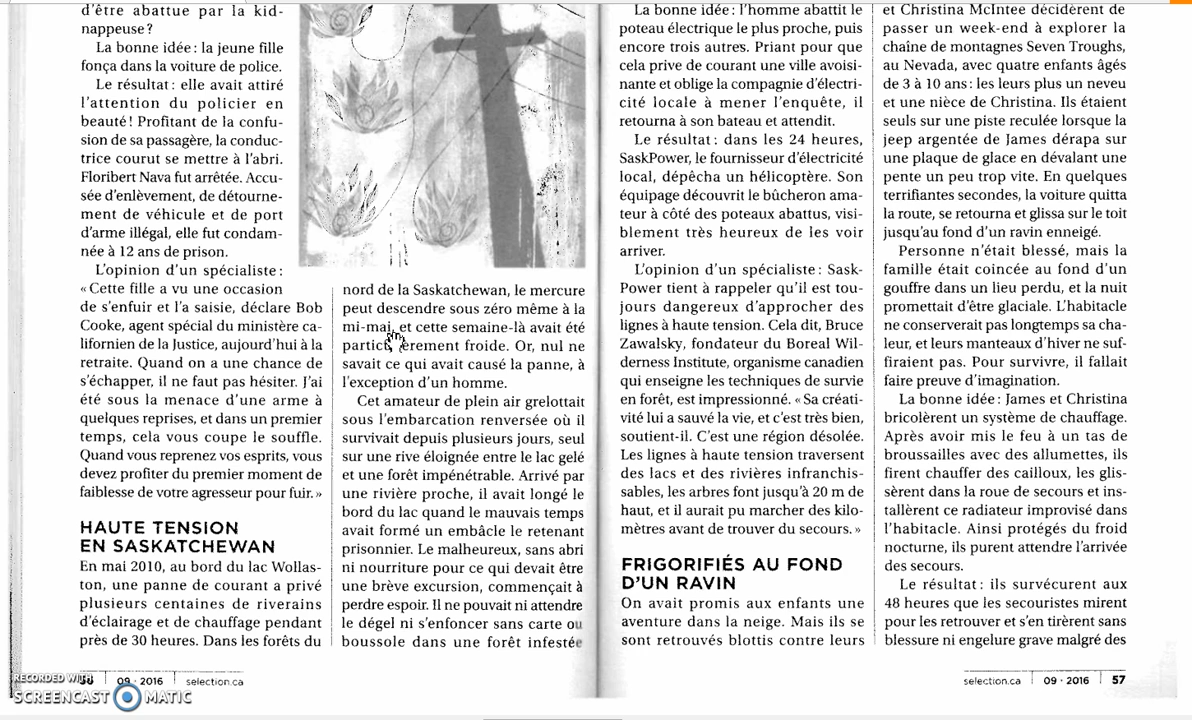 d'être abattue par la kid-
nappeuse ?
La bonne idée : la jeune fille
fonça dans la voiture de police.
Le résultat : elle avait attiré
l'attention du policier en
beauté ! Profitant de la confu-
sion de sa passagère, la conduc-
trice courut se mettre à l'abri.
Floribert Nava fut arrêtée. Accu-
sée d'enlèvement, de détourne-
ment de véhicule et de port
d'arme illégal, elle fut condam-
née à 12 ans de prison.
L'opinion d'un spécialiste :
« Cette fille a vu une occasion
de s'enfuir et l'a saisie, déclare Bob
Cooke, agent spécial du ministère ca-
lifornien de la Justice, aujourd'hui à la
retraite. Quand on a une chance de
s'échapper, il ne faut pas hésiter. J'ai
été sous la menace d'une arme à
quelques reprises, et dans un premier
temps, cela vous coupe le souffle.
Quand vous reprenez vos esprits, vous
devez profiter du premier moment de
faiblesse de votre agresseur pour fuir. »
HAUTE TENSION
EN SASKATCHEWAN
En mai 2010, au bord du lac Wollas-
ton, une panne de courant a privé
plusieurs centaines de riverains
d'éclairage et de chauffage pendant
près de 30 heures. Dans les forêts du
nord de la Saskatchewan, le mercure
peut descendre sous zéro même à la
mi-mai, et cette semaine-là avait été
froide. Or, nul ne
savait ce qui avait causé la panne, à
l'exception d'un homme.
Cet amateur de plein air grelottait
sous l'embarcation renversée où il
survivait depuis plusieurs jours, seul
sur une rive éloignée entre le lac gelé
et une forêt impénétrable. Arrivé par
une rivière proche, il avait longé le
bord du lac quand le mauvais temps
avait formé un embâcle le retenant
prisonnier. Le malheureux, sans abri
ni nourriture pour ce qui devait être
une brève excursion, commençait à
perdre espoir. Il ne pouvait ni attendre
le dégel ni s'enfoncer sans carte ou
boussole dans une forêt infestée
La bonne idée : l'homme abattit le
poteau électrique le plus proche, puis
encore trois autres. Priant pour que
cela prive de courant une ville avoisi-
nante et oblige la compagnie d'électri-
cité locale à mener l'enquête, il
retourna à son bateau et attendit.
Le résultat : dans les 24 heures,
SaskPower, le fournisseur d'électricité
local, dépêcha un hélicoptère. Son
équipage découvrit le bûcheron ama-
teur à côté des poteaux abattus, visi-
blement très heureux de les voir
arriver.
L'opinion d'un spécialiste : Sask-
Power tient à rappeler qu'il est tou-
jours dangereux d'approcher des
lignes à haute tension. Cela dit, Bruce
Zawalsky, fondateur du Boreal Wil-
derness Institute, organisme canadien
qui enseigne les techniques de survie
en forêt, est impressionné. « Sa créati-
vité lui a sauvé la vie, et c'est très bien,
soutient-il. C'est une région désolée.
Les lignes à haute tension traversent
des lacs et des rivières infranchis-
sables, les arbres font jusqu'à 20 m de
haut, et il aurait pu marcher des kilo-
mètres avant de trouver du secours. »
FRIGORIFIÉS AU FOND
D'UN RAVIN
On avait promis aux enfants une
aventure dans la neige. Mais ils se
sont retrouvés blottis contre leurs
et Christina McIntee décidèrent de
passer un week-end à explorer la
chaîne de montagnes Seven Troughs,
au Nevada, avec quatre enfants âgés
de 3 à 10 ans : les leurs plus un neveu
et une nièce de Christina. Ils étaient
seuls sur une piste reculée lorsque la
jeep argentée de James dérapa sur
une plaque de glace en dévalant une
pente un peu trop vite. En quelques
terrifiantes secondes, la voiture quitta
la route, se retourna et glissa sur le toit
jusqu'au fond d'un ravin enneigé.
Personne n'était blessé, mais la
famille était coincée au fond d'un
gouffre dans un lieu perdu, et la nuit
promettait d'être glaciale. L'habitacle
ne conserverait pas longtemps sa cha-
leur, et leurs manteaux d'hiver ne suf-
firaient pas. Pour survivre, il fallait
faire preuve d'imagination.
La bonne idée : James et Christina
bricolèrent un système de chauffage.
Après avoir mis le feu à un tas de
broussailles avec des allumettes, ils
firent chauffer des cailloux, les glis-
sèrent dans la roue de secours et ins-
tallèrent ce radiateur improvisé dans
l'habitacle. Ainsi protégés du froid
nocturne, ils purent attendre l'arrivée
des secours.
Le résultat : ils survécurent aux
48 heures que les secouristes mirent
pour les retrouver et s'en tirèrent sans
blessure ni engelure grave malgré des
09 · 2016 selection.ca
selection.ca 09 · 2016 57
RECORDED WITH
SCREENCAST MATIC